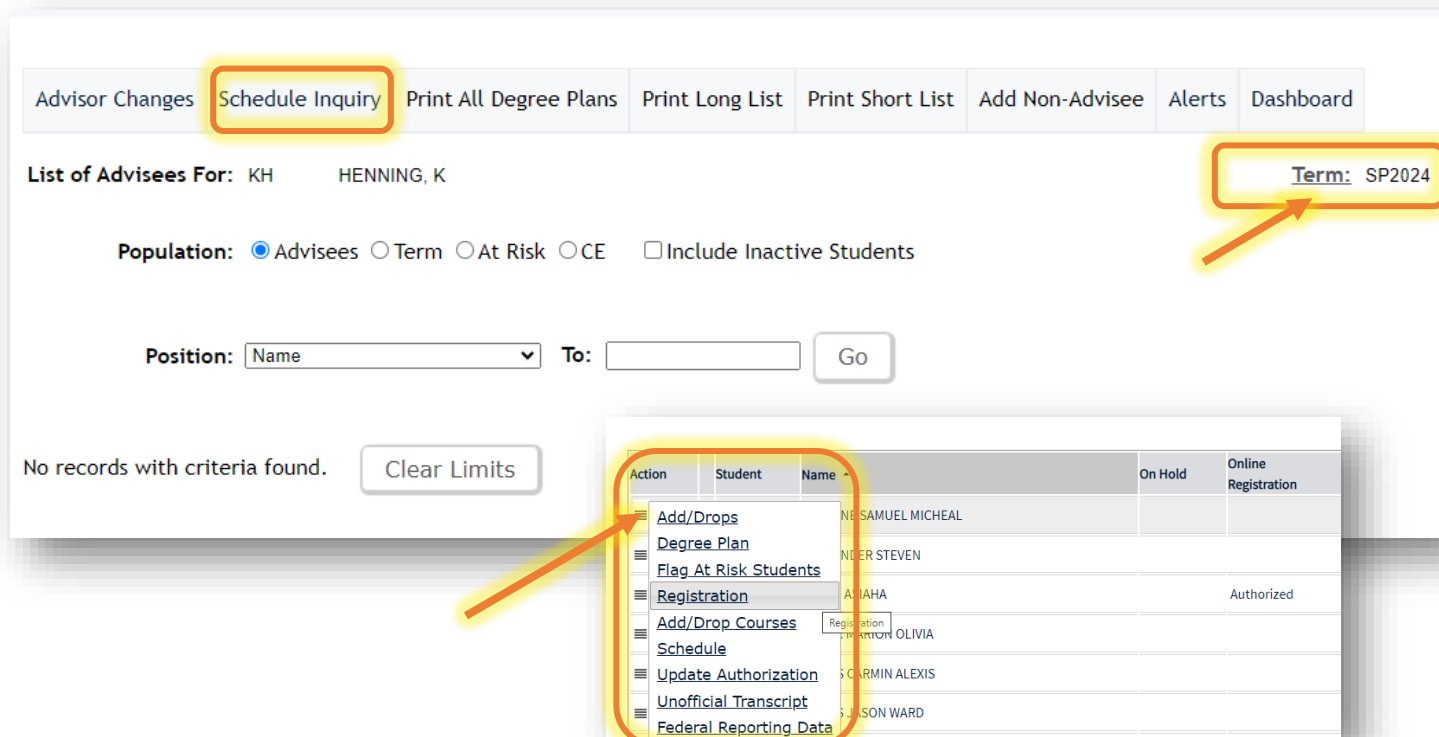 Advisor Changes Schedule Inquiry Print All Degree Plans Print Long List Print Short List Add Non-Advisee Alerts Dashboard
List of Advisees For: KH HENNING, K Term: SP2024
Population: Advisees Term At Risk CE Include Inactive Students
Position: Name To: Go
No records with criteria found. Clear Limits
Action Student Name On Hold Online Registration
Add/Drops SAMUEL MICHEAL
Degree Plan
STEVEN
Flag At Risk Students
Registration Authorized
Registration
Add/Drop Courses
MARION OLIVIA
Schedule
Update Authorization CARMIN ALEXIS
Unofficial Transcript
JASON WARD
Federal Reporting Data